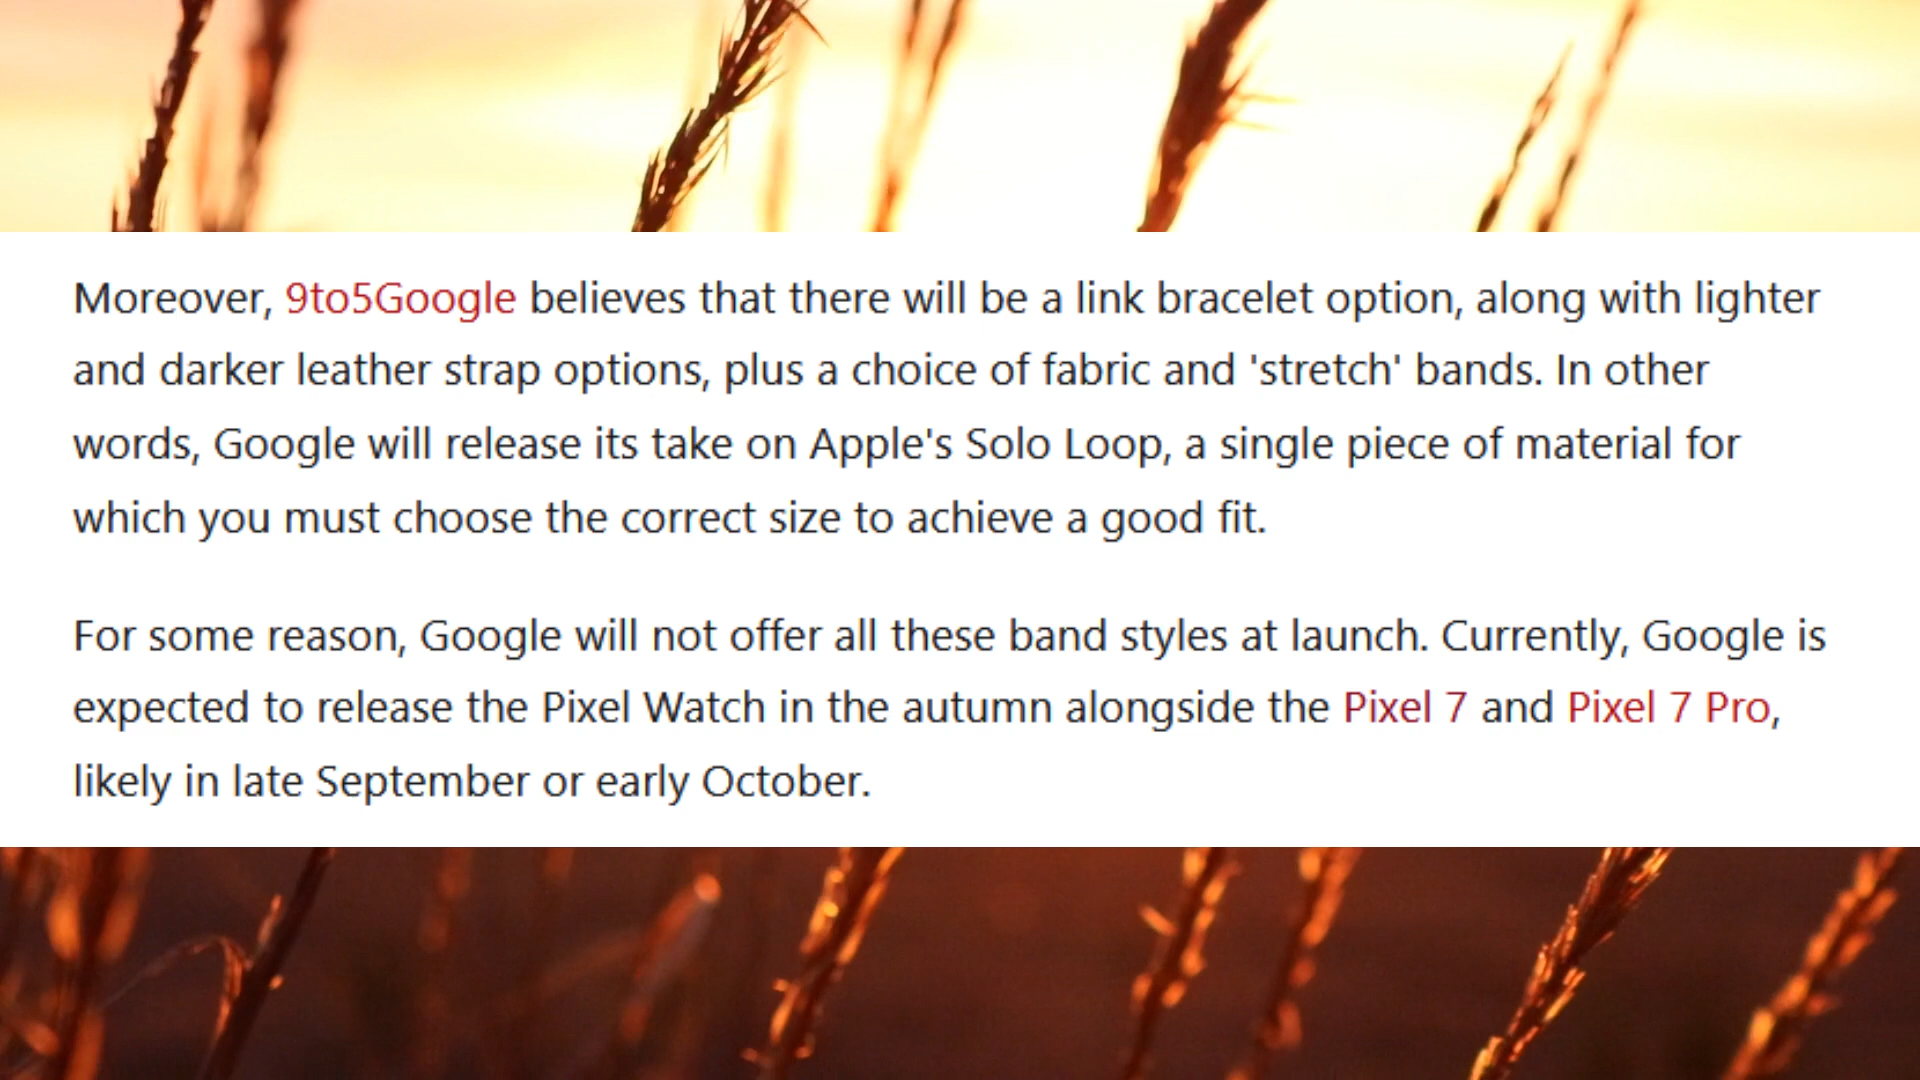 Moreover, 9to5Google believes that there will be a link bracelet option, along with lighter
and darker leather strap options, plus a choice of fabric and 'stretch' bands. In other
words, Google will release its take on Apple's Solo Loop, a single piece of material for
which you must choose the correct size to achieve a good fit.
For some reason, Google will not offer all these band styles at launch. Currently, Google is
expected to release the Pixel Watch in the autumn alongside the Pixel 7 and Pixel 7 Pro,
likely in late September or early October.